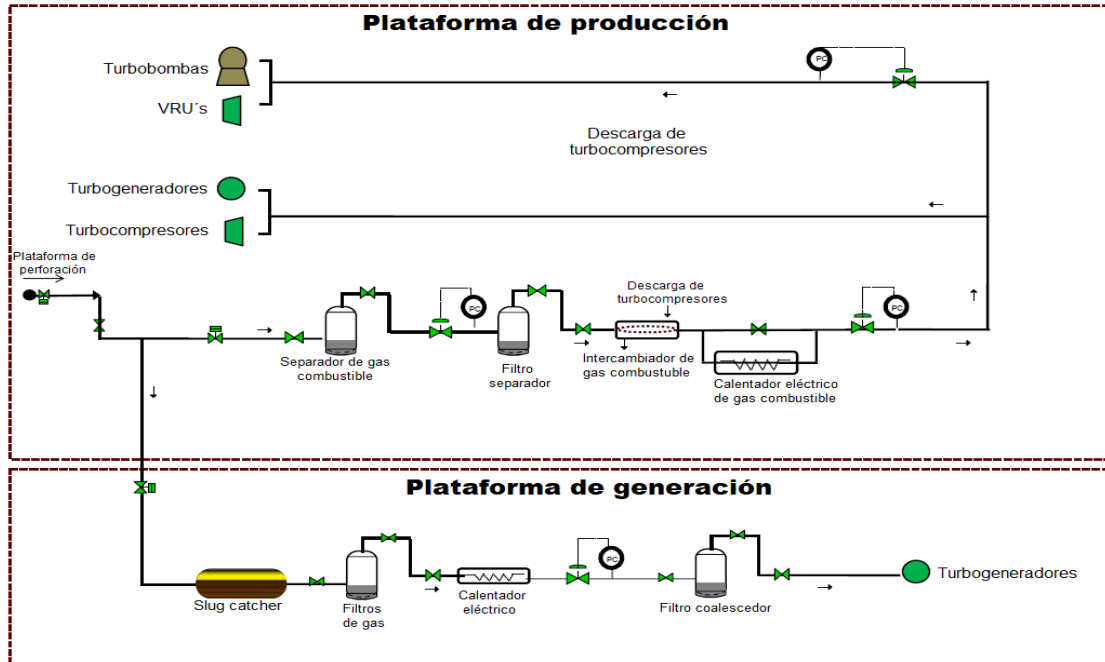 Plataforma de producción
PC
Turbobombas
VRU´s
Descarga de
turbocompresores
Turbogeneradores
Turbocompresores
Plataforma de
perforación
Descarga de
turbocompresores
PC
PC
Separador de gas
combustible
Filtro
separador
Intercambiador de
gas combustuble
Calentador eléctrico
de gas combustible
Plataforma de generación
PC
Turbogeneradores
Slug catcher
Filtros
de gas
Calentador
eléctrico
Filtro coalescedor